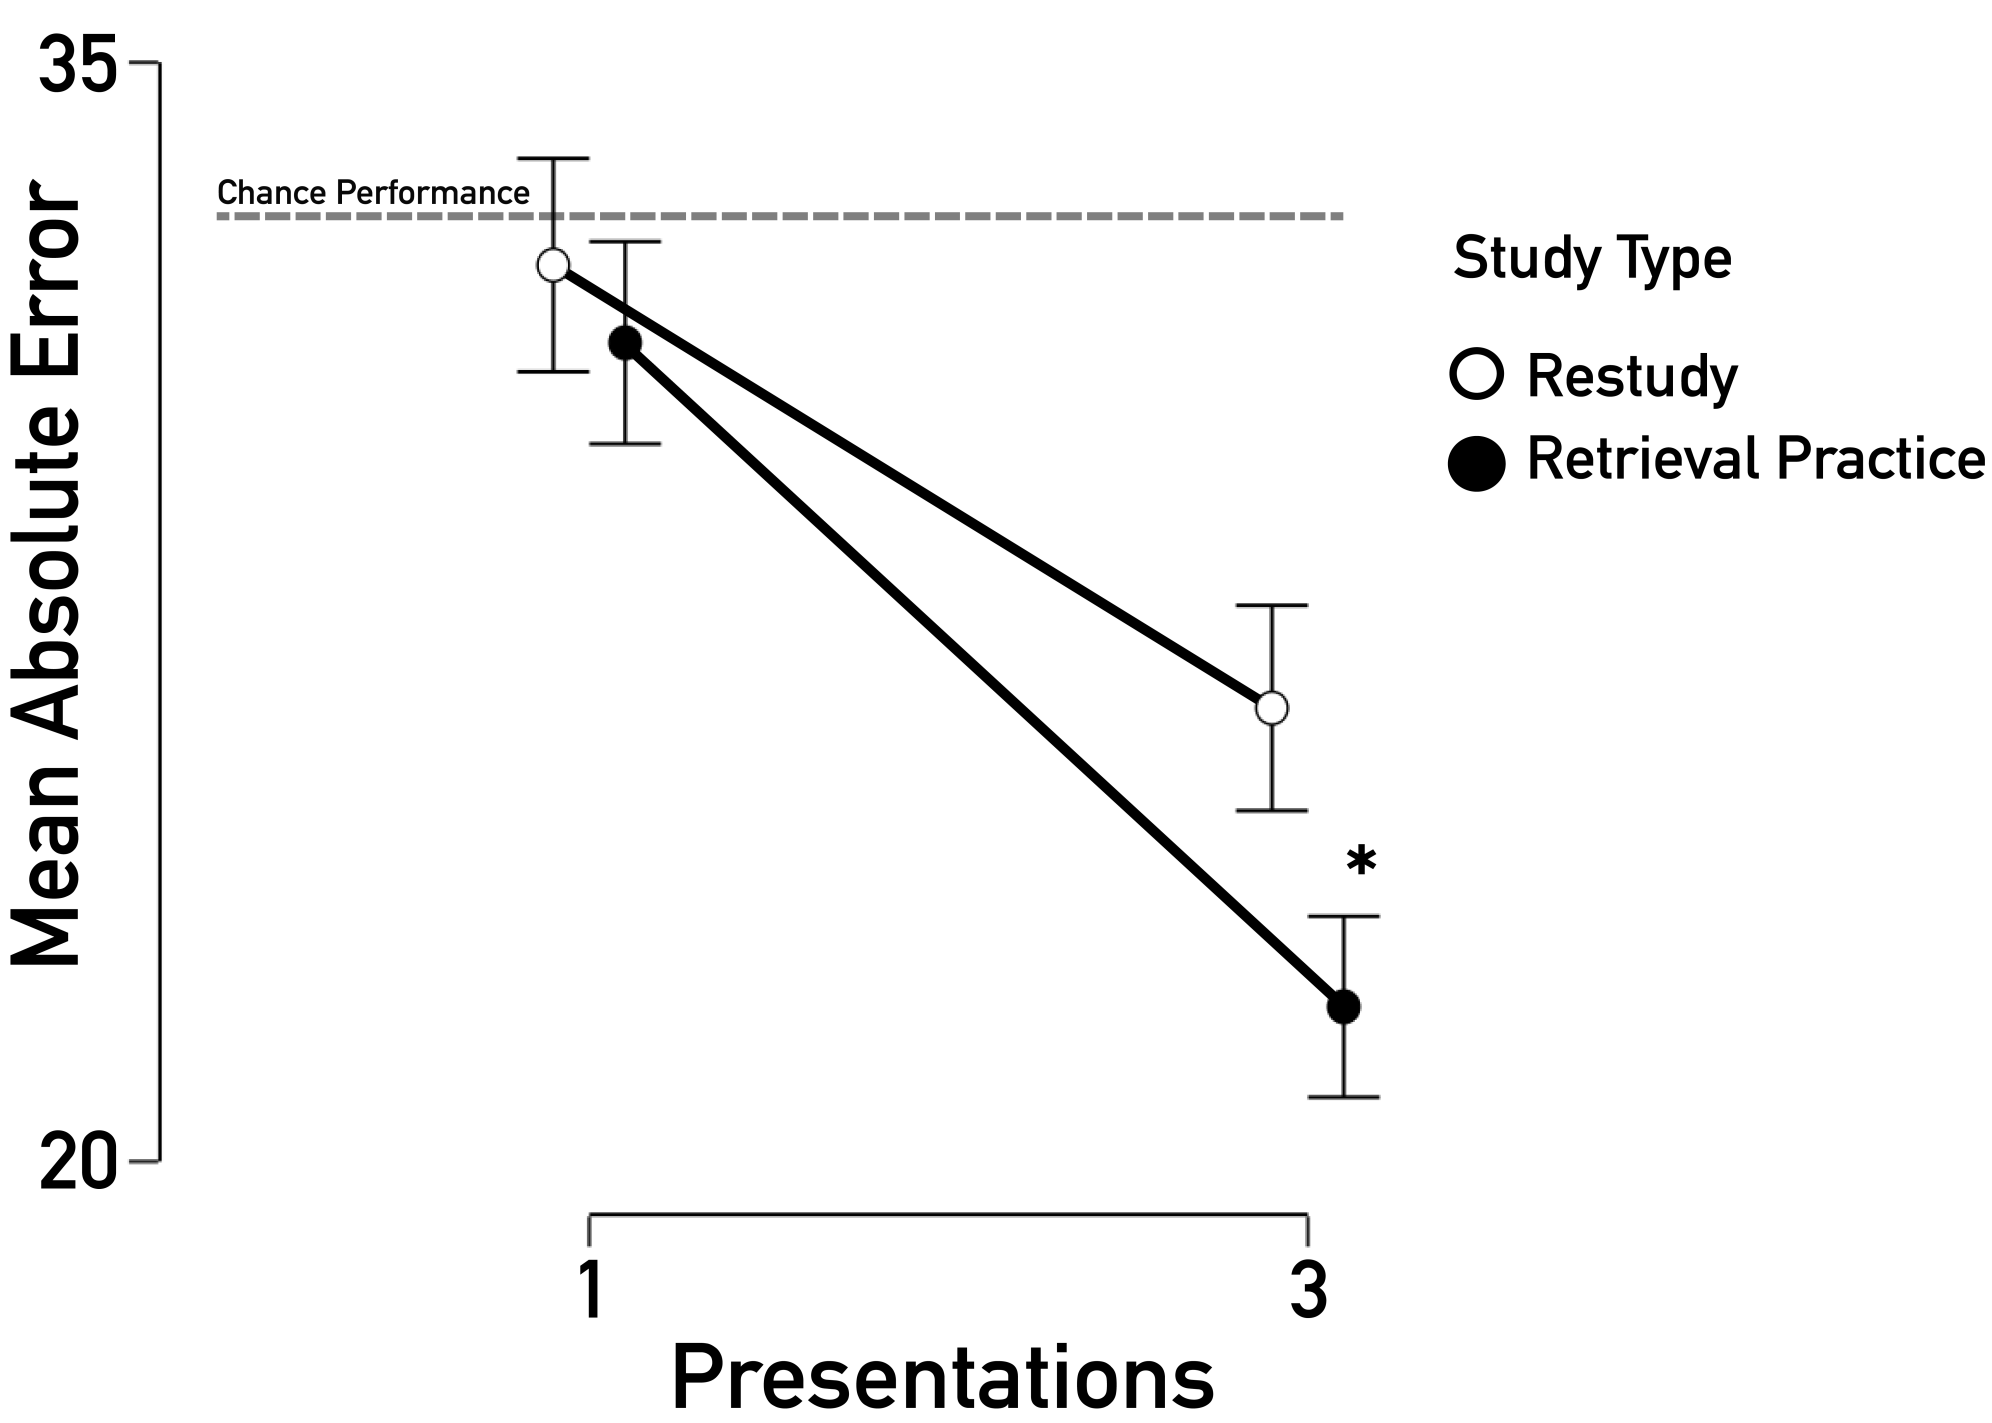 35
Chance Performance
Mean Absolute Error
Study Type
Restudy
Retrieval Practice
*
20
1
3
Presentations